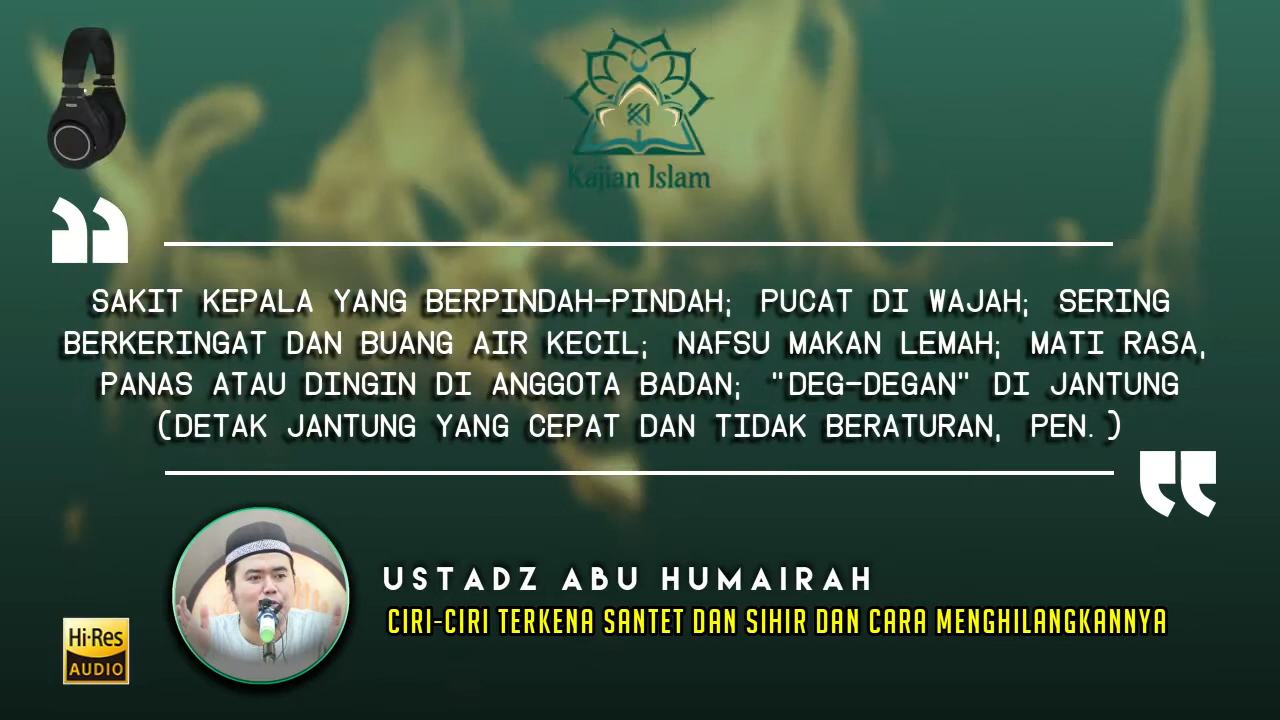 Kajian Islam
SAKIT KEPALA YANG BERPINDAH-PINDAH; PUCAT DI WAJAH; SERING
BERKERINGAT DAN BUANG AIR KECIL; NAFSU MAKAN LEMAH; MATI RASA,
PANAS ATAU DINGIN DI ANGGOTA BADAN; "DEG-DEGAN" DI JANTUNG
(DETAK JANTUNG YANG CEPAT DAN TIDAK BERATURAN, PEN.)
USTADZ ABU HUMAIRAH
CIRI-CIRI TERKENA SANTET DAN SIHIR DAN CARA MENGHILANGKANNYA
Hi-Res
AUDIO